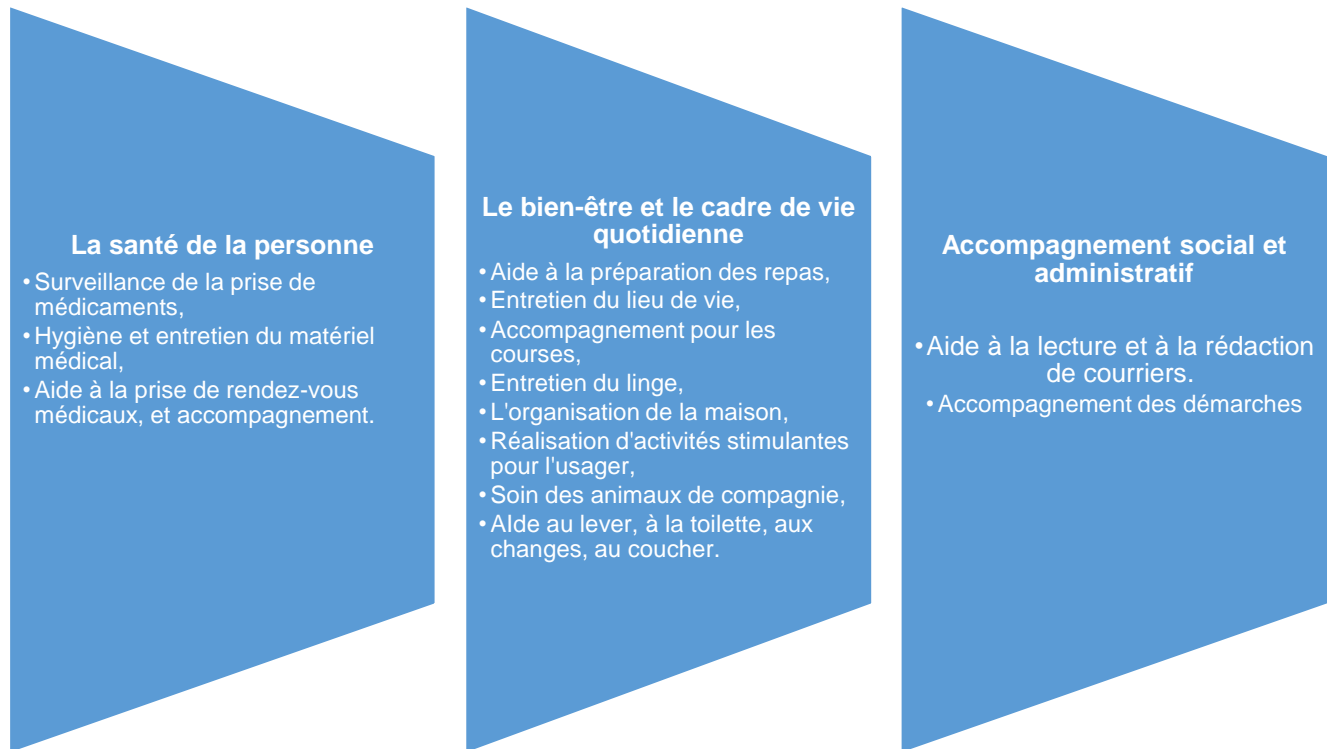 La santé de la personne
•Surveillance de la prise de
médicaments,
•Hygiène et entretien du matériel
médical,
•Aide à la prise de rendez-vous
médicaux, et accompagnement.
Le bien-être et le cadre de vie
quotidienne
•Aide à la préparation des repas,
•Entretien du lieu de vie,
•Accompagnement pour les
courses,
•Entretien du linge,
•L'organisation de la maison,
•Réalisation d'activités stimulantes
pour l'usager,
•Soin des animaux de compagnie,
•AIde au lever, à la toilette, aux
changes, au coucher.
Accompagnement social et
administratif
•Aide à la lecture et à la rédaction
de courriers.
•Accompagnement des démarches